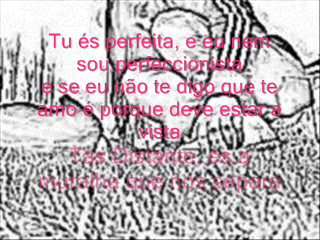 Tu és perfeita, e eu nem
sou perfeccionista
e se eu não te digo que te
amo é porque deve estar a
vista
Tas Distante, és a
muralha que nos separa